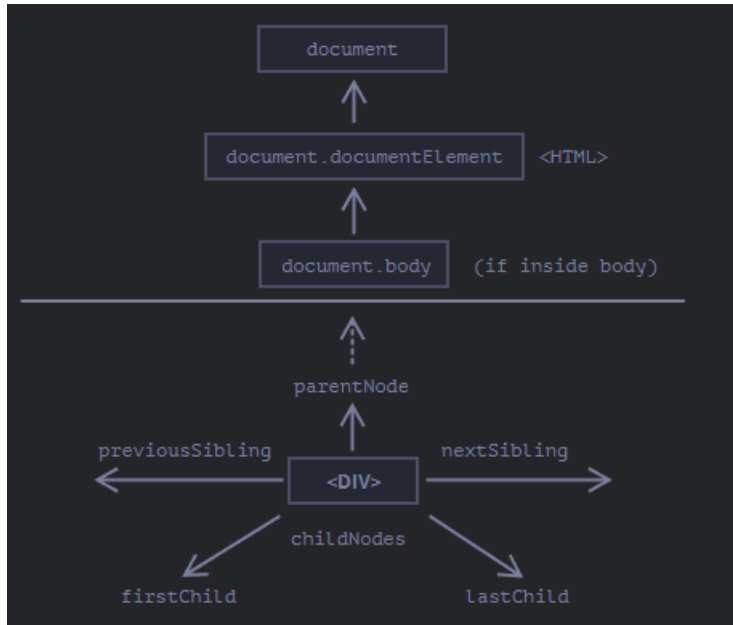 document
document.documentElement <HTML>
document.body (if inside body)
parentNode
previousSibling nextSibling
<DIV>
childNodes
firstChild lastChild